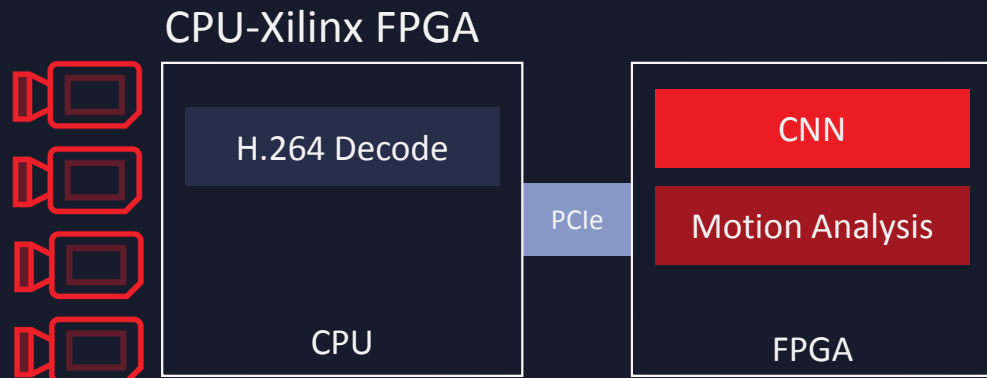 CPU-Xilinx FPGA
H.264 Decode
CPU
PCIe
CNN
Motion Analysis
FPGA